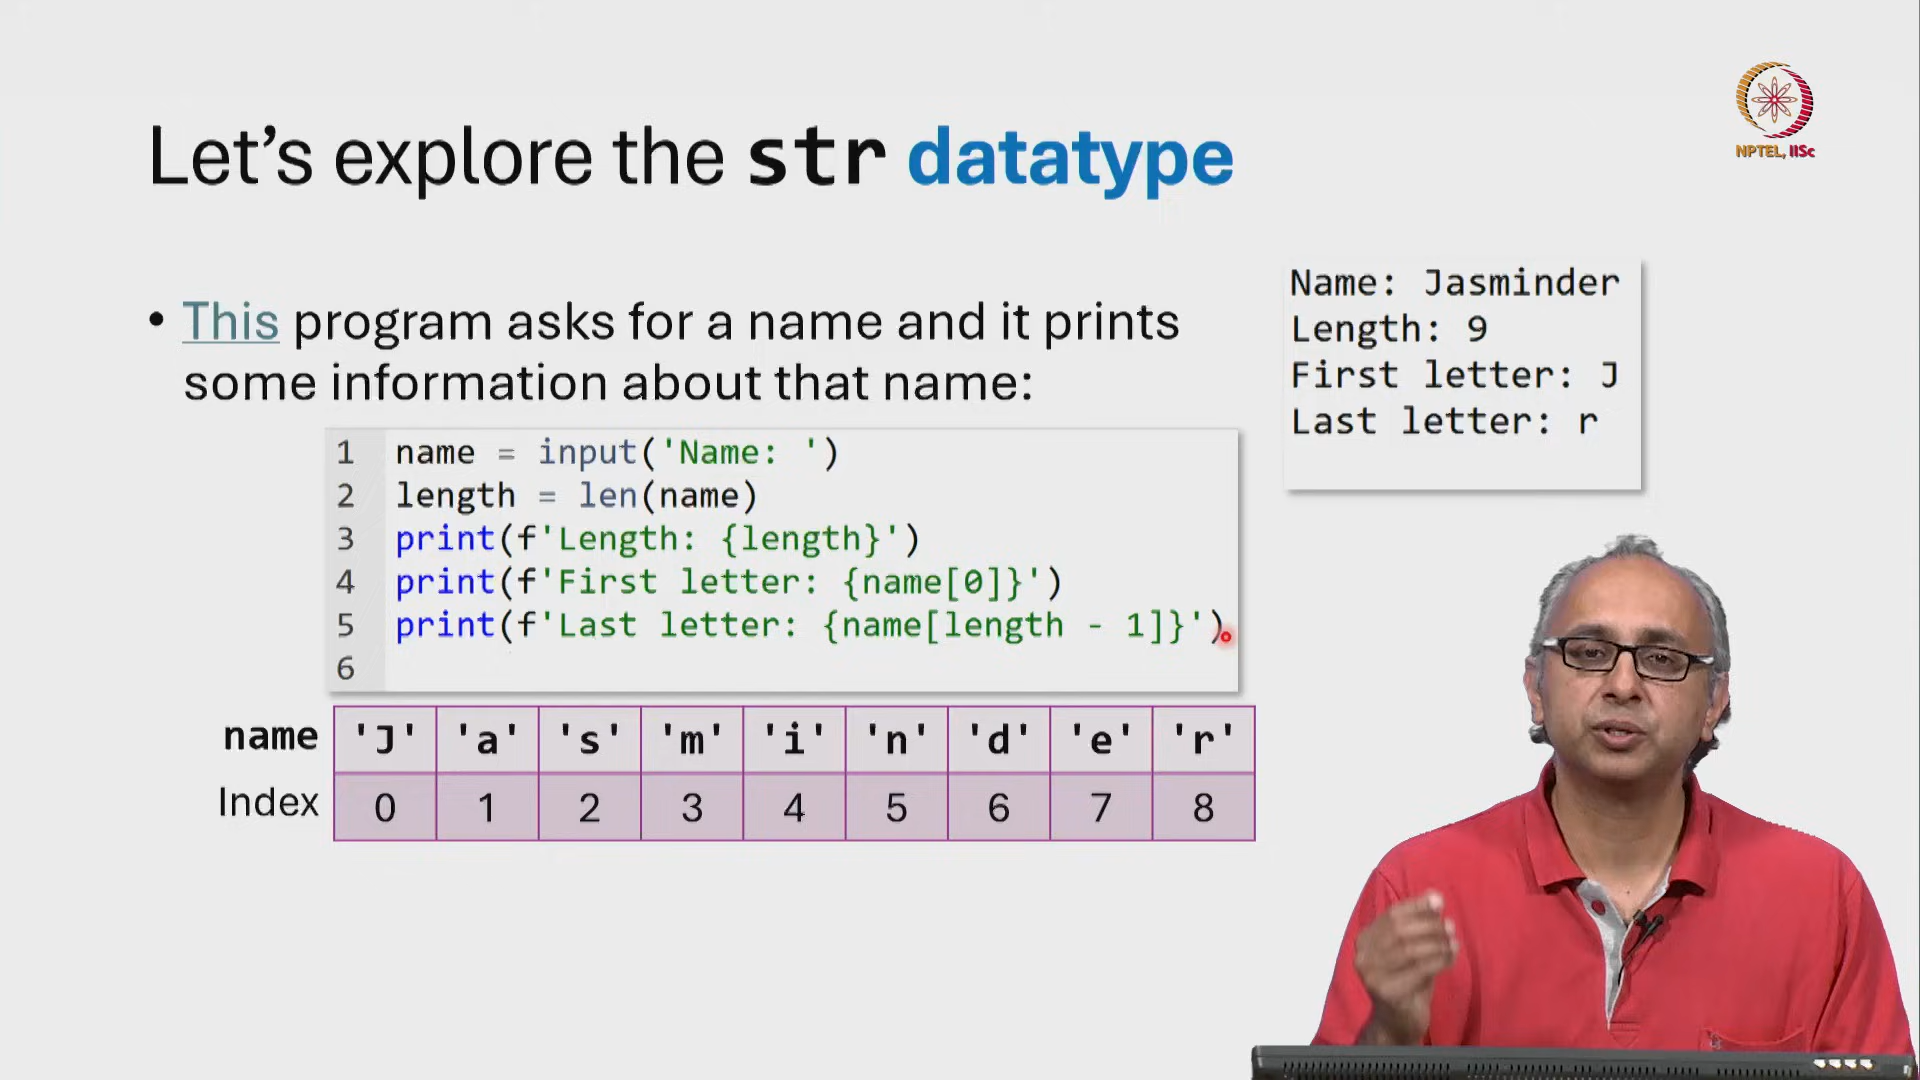 Let's explore the str datatype
NPTEL, IISc
• This program asks for a name and it prints
some information about that name:
Name: Jasminder
Length: 9
First letter: J
Last letter: r
1 name = input('Name: ')
2 length = len(name)
3 print(f'Length: {length}')
4 print(f'First letter: {name[0]}')
5 print(f'Last letter: {name[length - 1]}')
6
name 'J' 'a' 's' 'm' 'i' 'n' 'd' 'e' 'r'
Index 0 1 2 3 4 5 6 7 8